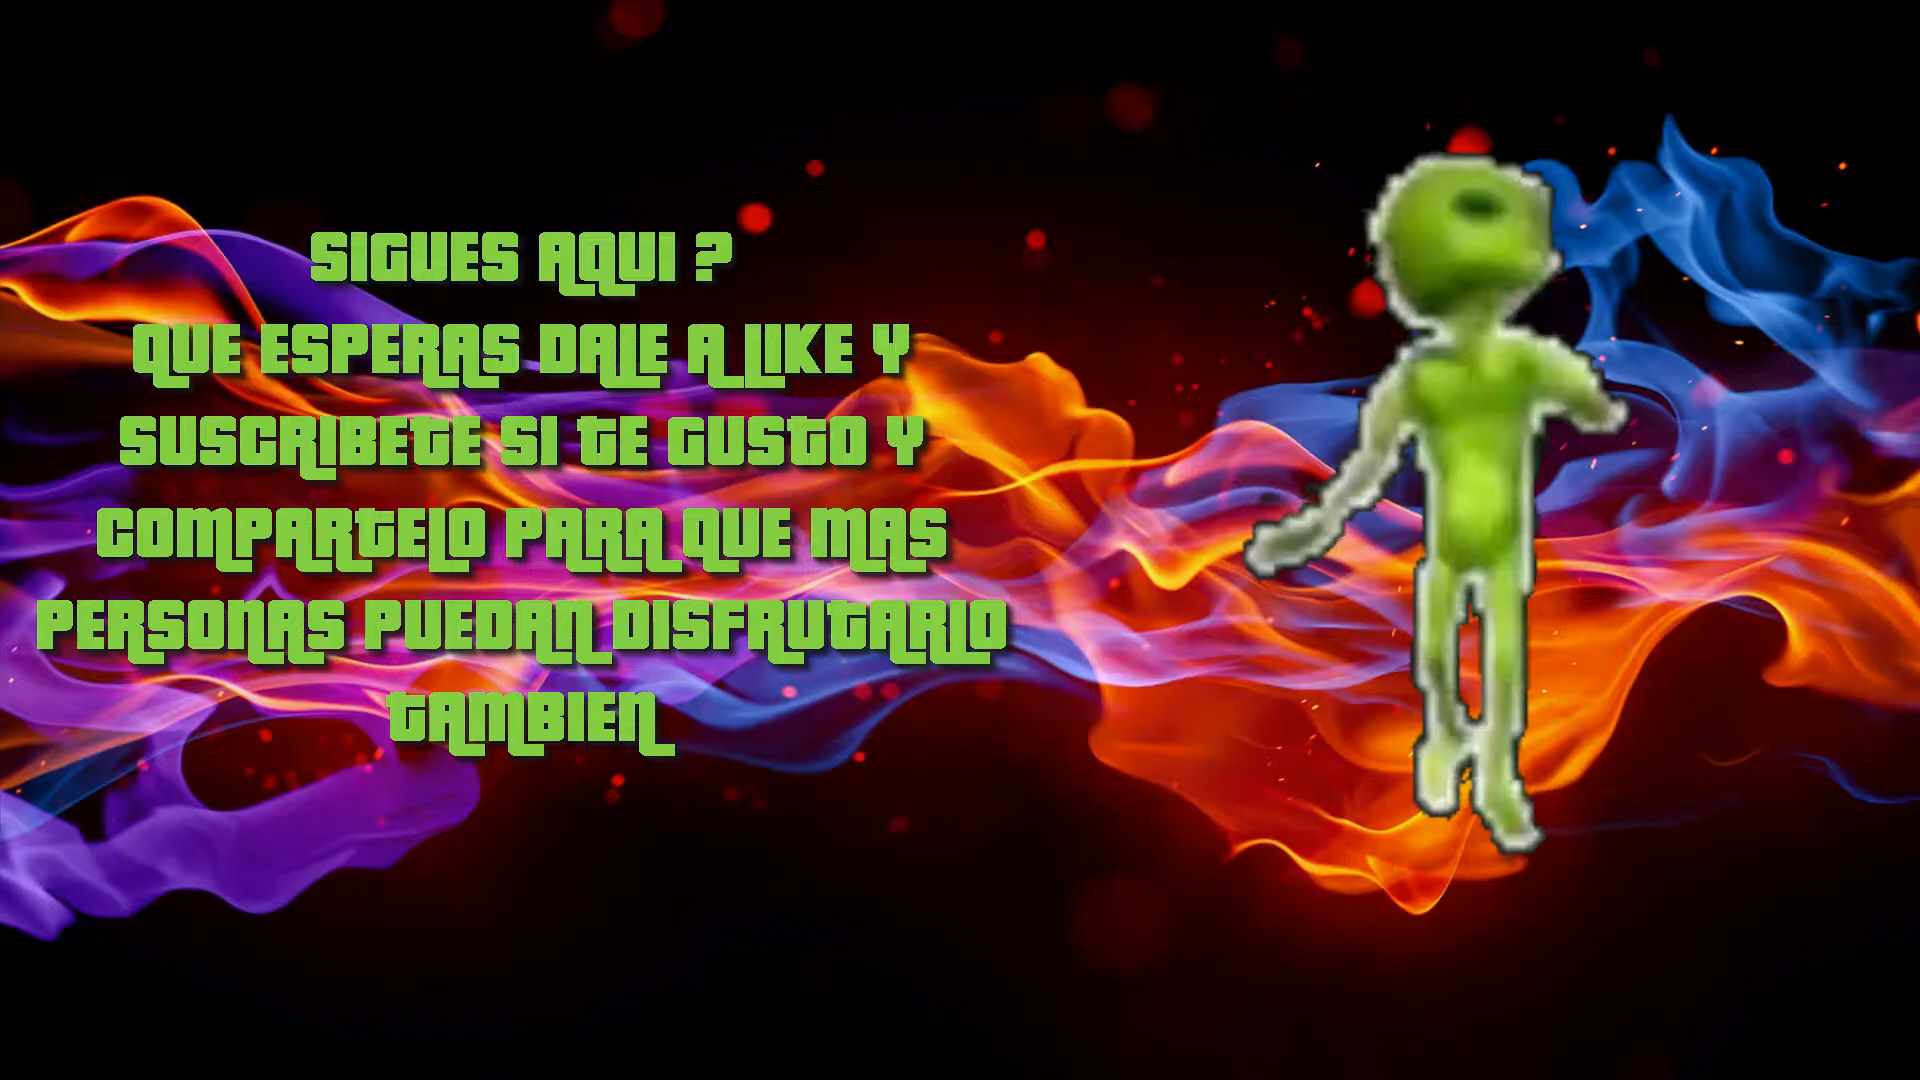 SIGUES AQUI ?
QUE ESPERAS DALE A LIKE Y
SUSCRIBETE SI TE GUSTO Y
COMPARTELO PARA QUE MAS
PERSONAS PUEDAN DISFRUTARLO
TAMBIEN